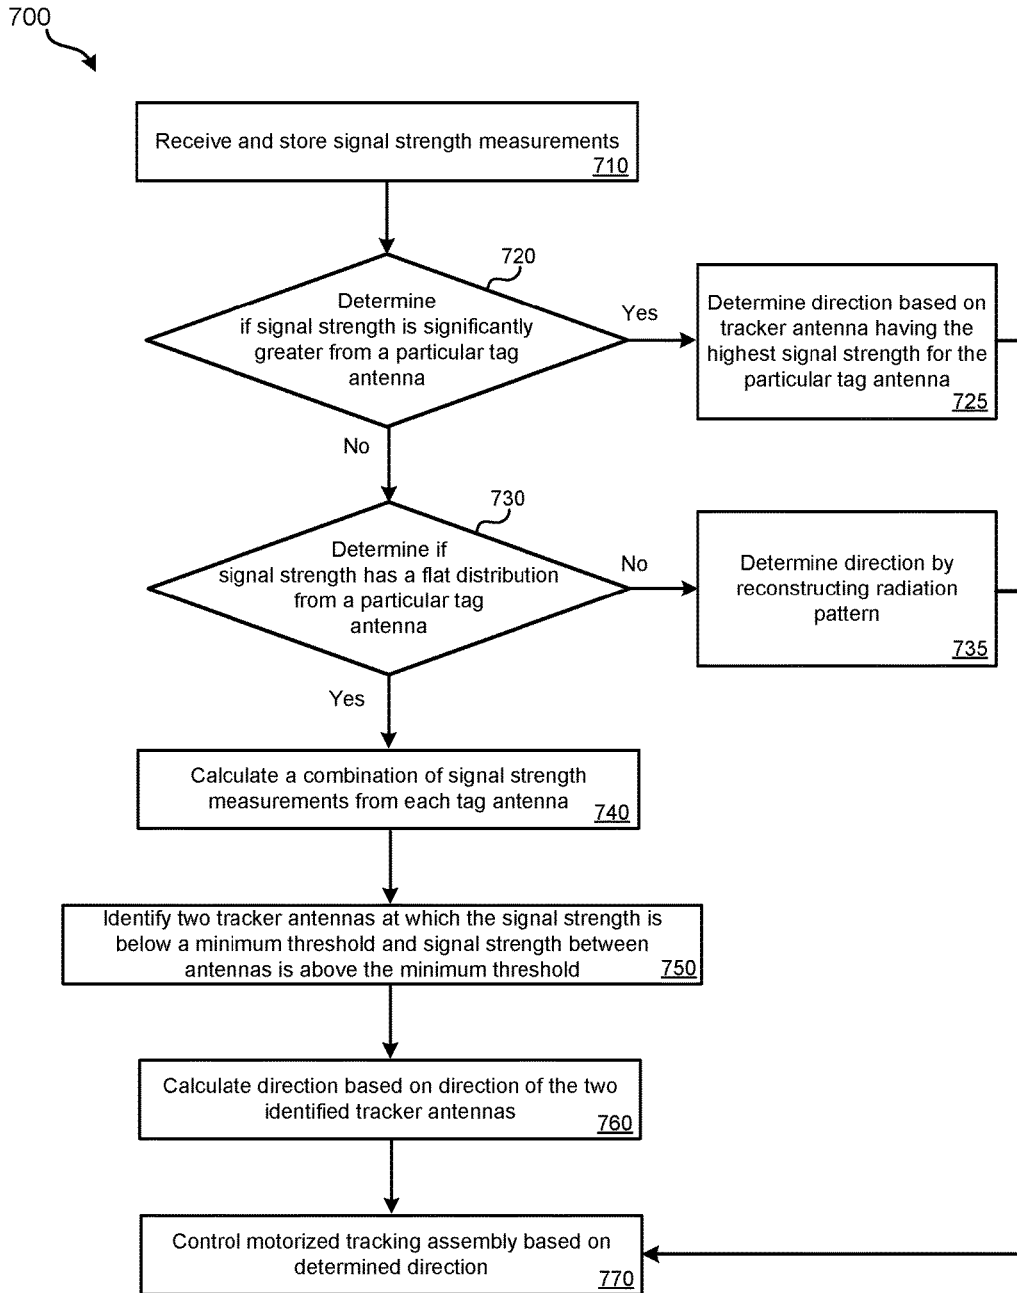 700
Receive and store signal strength measurements
710
720
Determine
if signal strength is significantly
greater from a particular tag
antenna
Yes
Determine direction based on
tracker antenna having the
highest signal strength for the
particular tag antenna
725
No
730
Determine if
signal strength has a flat distribution
from a particular tag
antenna
No
Determine direction by
reconstructing radiation
pattern
735
Yes
Calculate a combination of signal strength
measurements from each tag antenna
740
Identify two tracker antennas at which the signal strength is
below a minimum threshold and signal strength between
antennas is above the minimum threshold
750
Calculate direction based on direction of the two
identified tracker antennas
760
Control motorized tracking assembly based on
determined direction
770